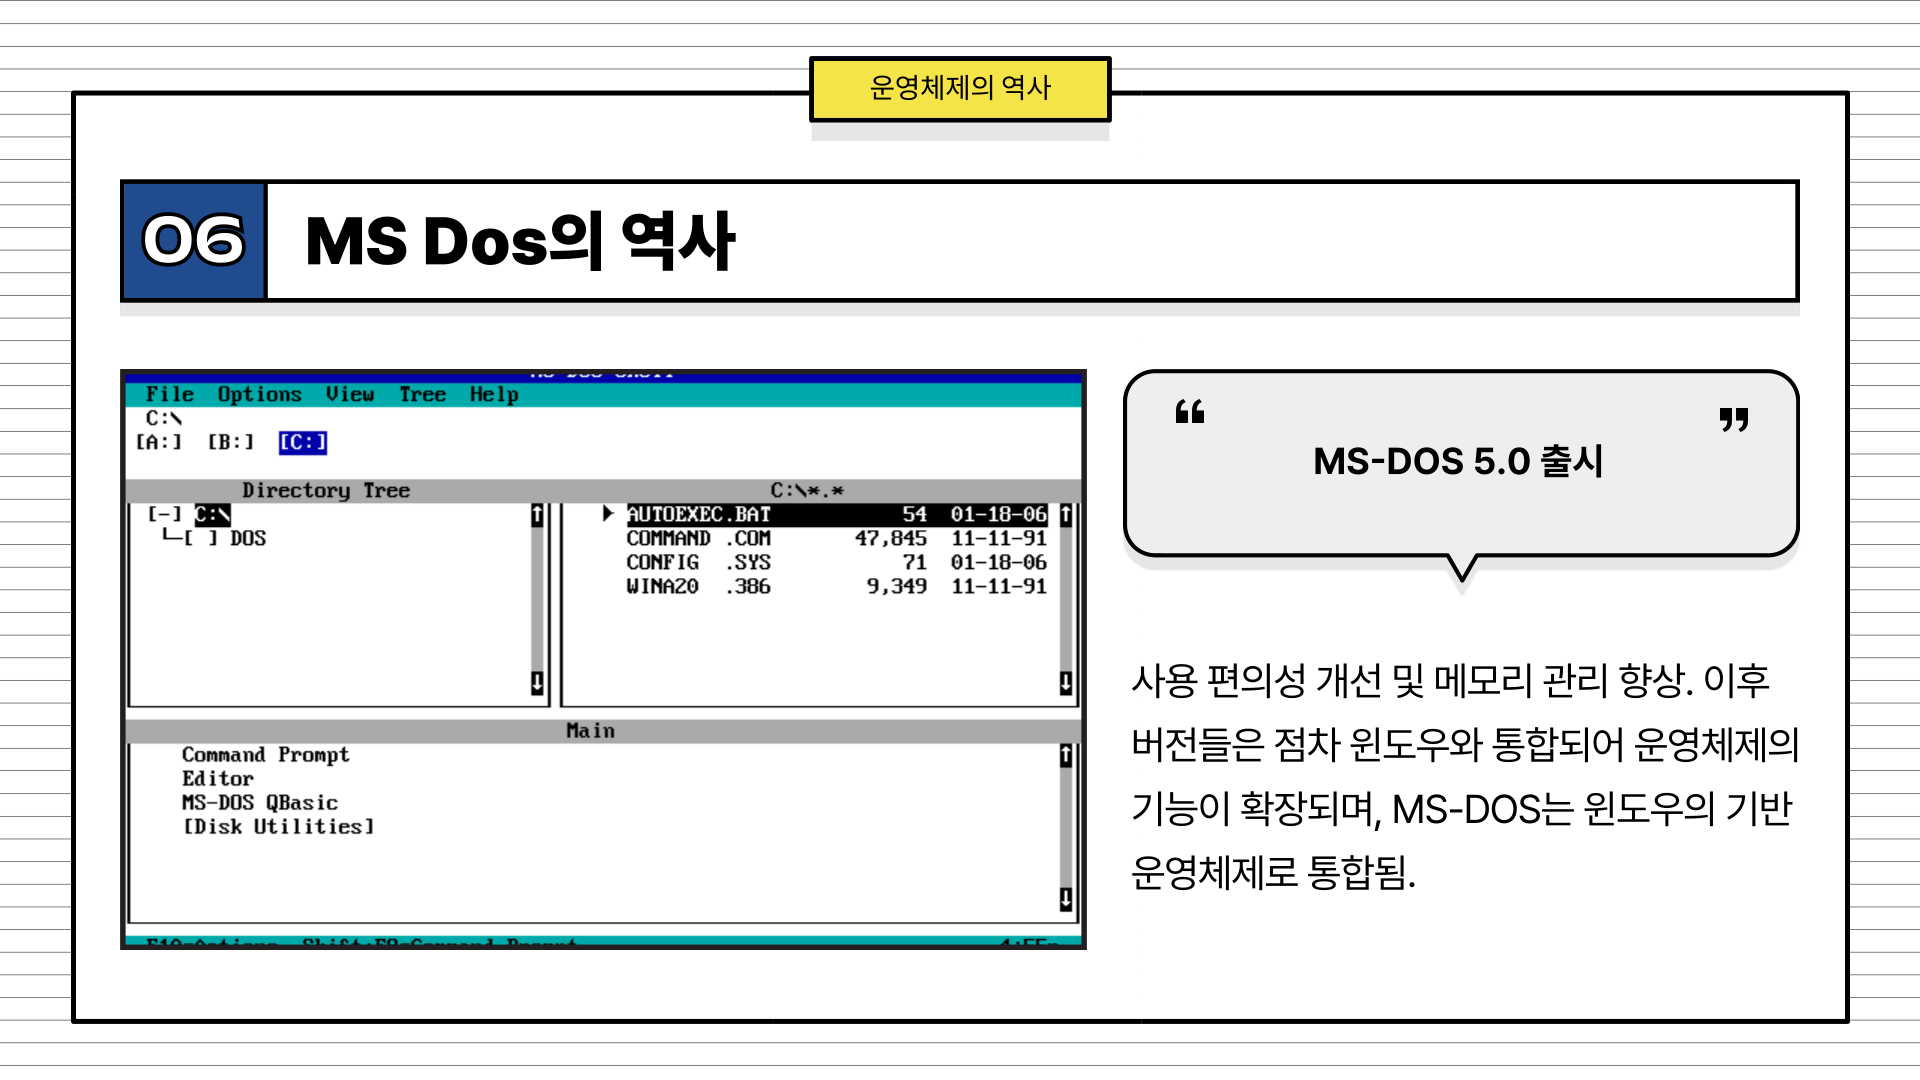 운영체제의 역사
06
MS Dos의 역사
File Options View Tree Help
C:\
[A:] [B:] [C:]
Directory Tree
C:\*.*
[-] C:\
└─[ ] DOS
AUTOEXEC.BAT 54 01-18-06
COMMAND .COM 47,845 11-11-91
CONFIG .SYS 71 01-18-06
WINA20 .386 9,349 11-11-91
Main
Command Prompt
Editor
MS-DOS QBasic
[Disk Utilities]
“ ”
MS-DOS 5.0 출시
사용 편의성 개선 및 메모리 관리 향상. 이후
버전들은 점차 윈도우와 통합되어 운영체제의
기능이 확장되며, MS-DOS는 윈도우의 기반
운영체제로 통합됨.